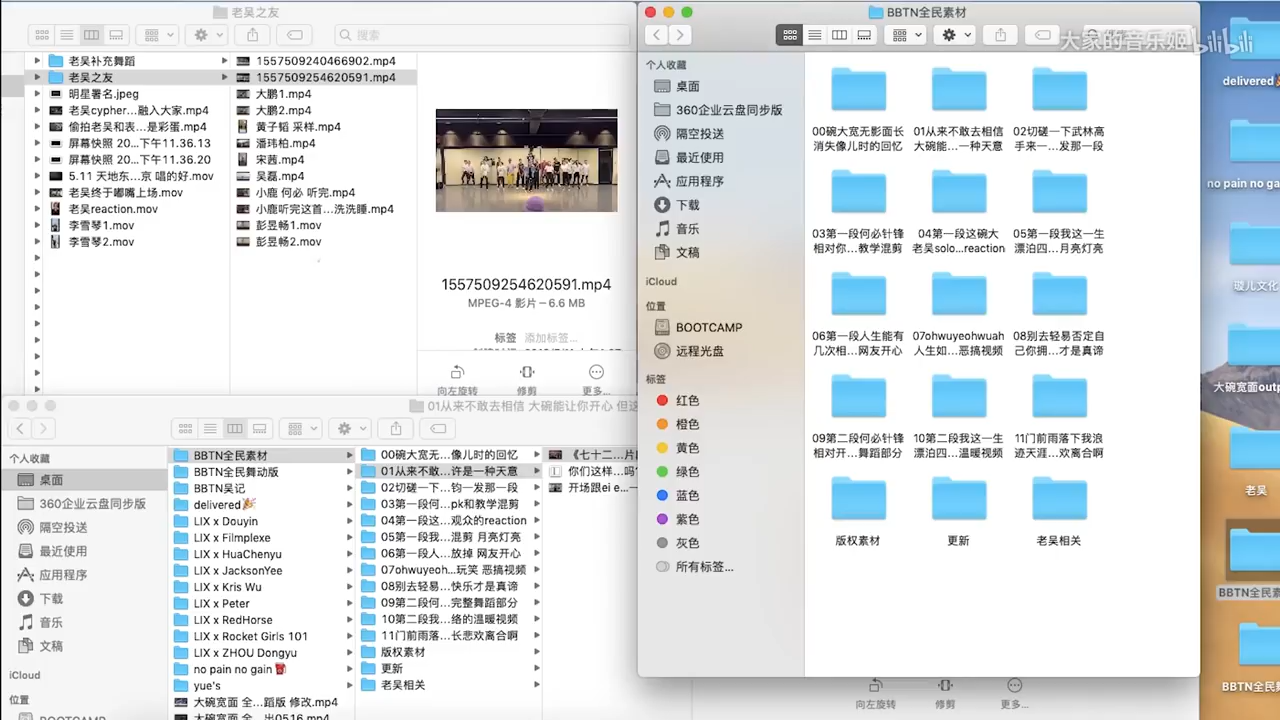 老吴之友
搜索
老吴补充舞蹈
老吴之友
明星署名.jpeg
老吴cypher...融入大家.mp4
偷拍老吴和表...是彩蛋.mp4
屏幕快照 20...下午11.36.13
屏幕快照 20...下午11.36.20
5.11 天地东...唱的好.mov
老吴终于嘟嘴上场.mov
老吴reaction.mov
李雪琴1.mov
李雪琴2.mov
1557509240466902.mp4
1557509254620591.mp4
大鹏1.mp4
大鹏2.mp4
黄子韬 采样.mp4
潘玮柏.mp4
宋茜.mp4
吴磊.mp4
小鹿 何必 听完.mp4
小鹿听完这首...洗洗睡.mp4
彭昱畅1.mov
彭昱畅2.mov
1557509254620591.mp4
MPEG-4 影片 – 6.6 MB
标签 添加标签...
向左旋转
修剪
更多...
BBTN全民素材
大家的音乐姬
bilibili
个人收藏
桌面
360企业云盘同步版
隔空投送
最近使用
应用程序
下载
音乐
文稿
iCloud
位置
BOOTCAMP
远程光盘
标签
红色
橙色
黄色
绿色
蓝色
紫色
灰色
所有标签...
00碗大宽无影面长
消失像儿时的回忆
01从来不敢去相信
大碗能...一种天意
02切磋一下武林高
手来一...发那一段
03第一段何必针锋
相对你...教学混剪
04第一段这碗大
老吴solo...reaction
05第一段我这一生
漂泊四...月亮灯亮
06第一段人生能有
几次相...网友开心
07ohwuyeohwuah
人生如...恶搞视频
08别去轻易否定自
己你拥...才是真谛
09第二段何必针锋
相对开...舞蹈部分
10第二段我这一生
漂泊四...温暖视频
11门前雨落下我浪
迹天涯...欢离合啊
版权素材
更新
老吴相关
向左旋转
修剪
更多...
01从来不敢去相信 大碗能让你开心 但这
个人收藏
桌面
360企业云盘同步版
隔空投送
最近使用
应用程序
下载
音乐
文稿
iCloud
位置
BOOTCAMP
BBTN全民素材
BBTN全民舞动版
BBTN吴记
delivered🎉
LIX x Douyin
LIX x Filmplexe
LIX x HuaChenyu
LIX x JacksonYee
LIX x Kris Wu
LIX x Peter
LIX x RedHorse
LIX x Rocket Girls 101
LIX x ZHOU Dongyu
no pain no gain
yue's
大碗宽面 全...蹈版 修改.mp4
大碗宽面 全...出0516.mp4
00碗大宽无...像儿时的回忆
01从来不敢...许是一种天意
02切磋一下...钧一发那一段
03第一段何...pk和教学混剪
04第一段这...观众的reaction
05第一段我...混剪 月亮灯亮
06第一段人...放掉 网友开心
07ohwuyeoh...玩笑 恶搞视频
08别去轻易...快乐才是真谛
09第二段何...完整舞蹈部分
10第二段我...络的温暖视频
11门前雨落...长悲欢离合啊
版权素材
更新
老吴相关
《七十二...片
你们这样...吗?
开场跟ei e...一
delivered
no pain no ga
璇儿文化
大碗宽面outp
老吴
BBTN全民素
BBTN全民舞